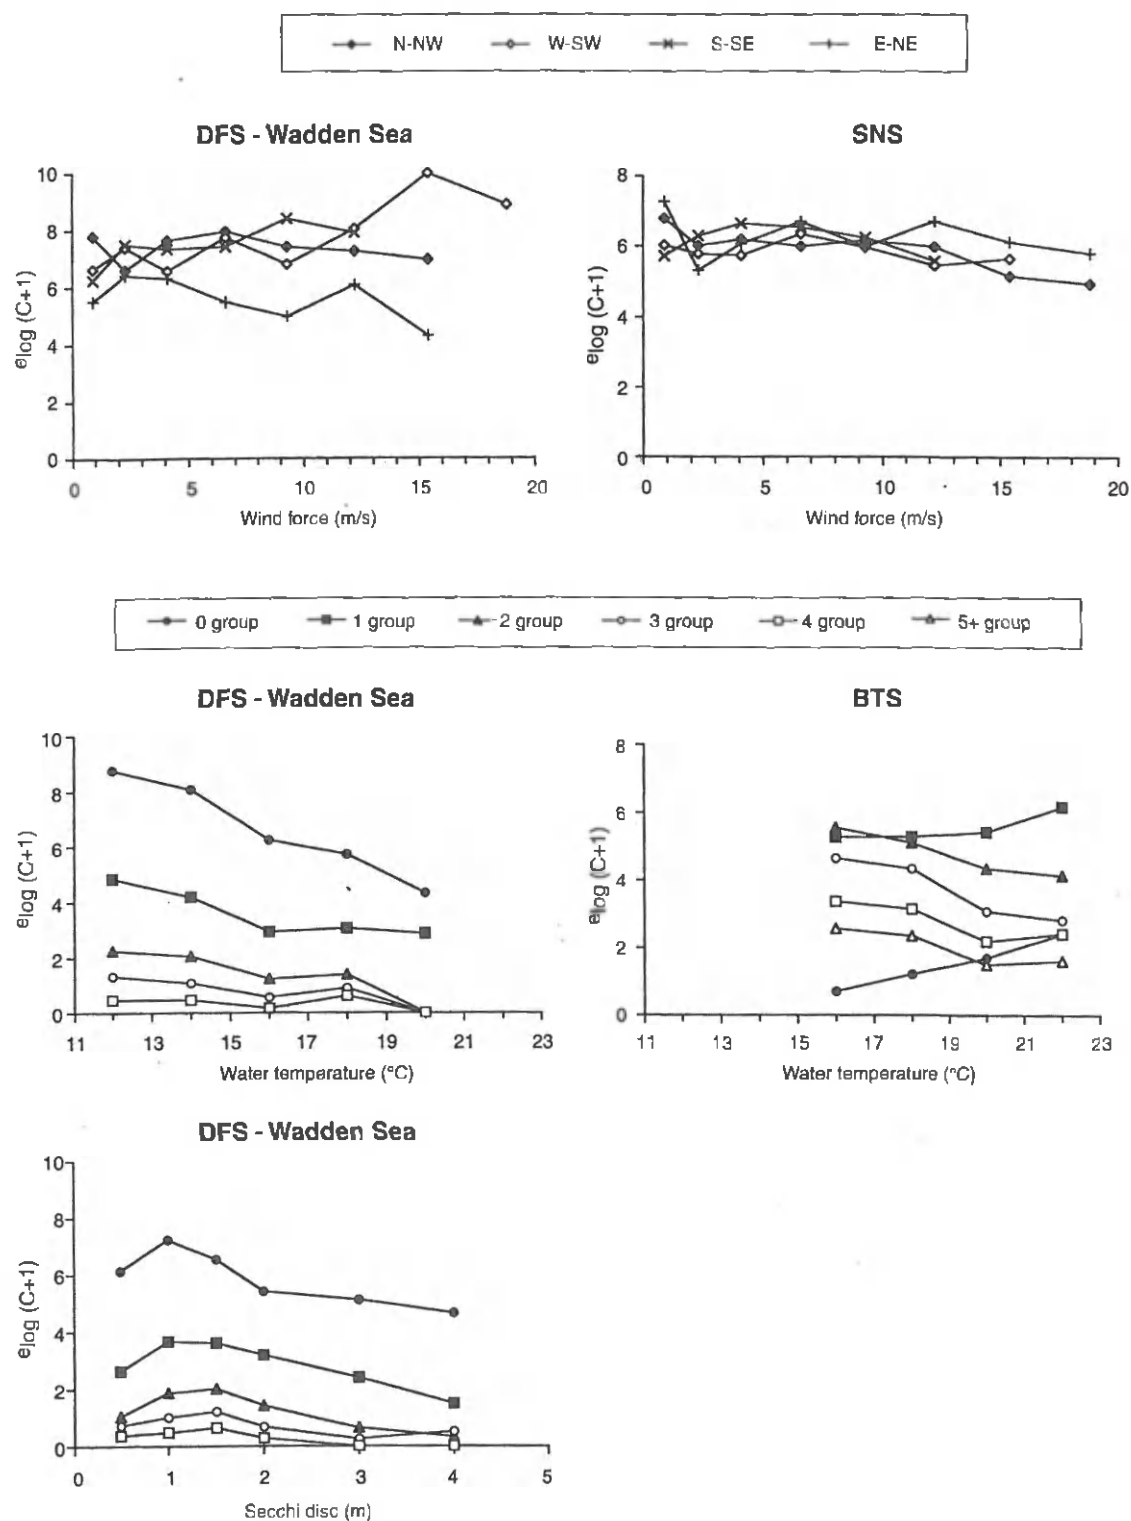 N-NW W-SW S-SE E-NE
DFS - Wadden Sea
10
8
6
4
2
0
elog (C+1)
0 5 10 15 20
Wind force (m/s)
SNS
8
6
4
2
0
elog (C+1)
0 5 10 15 20
Wind force (m/s)
0 group 1 group 2 group 3 group 4 group 5+ group
DFS - Wadden Sea
10
8
6
4
2
0
elog (C+1)
11 13 15 17 19 21 23
Water temperature (°C)
BTS
8
6
4
2
0
elog (C+1)
11 13 15 17 19 21 23
Water temperature (°C)
DFS - Wadden Sea
10
8
6
4
2
0
elog (C+1)
0 1 2 3 4 5
Secchi disc (m)